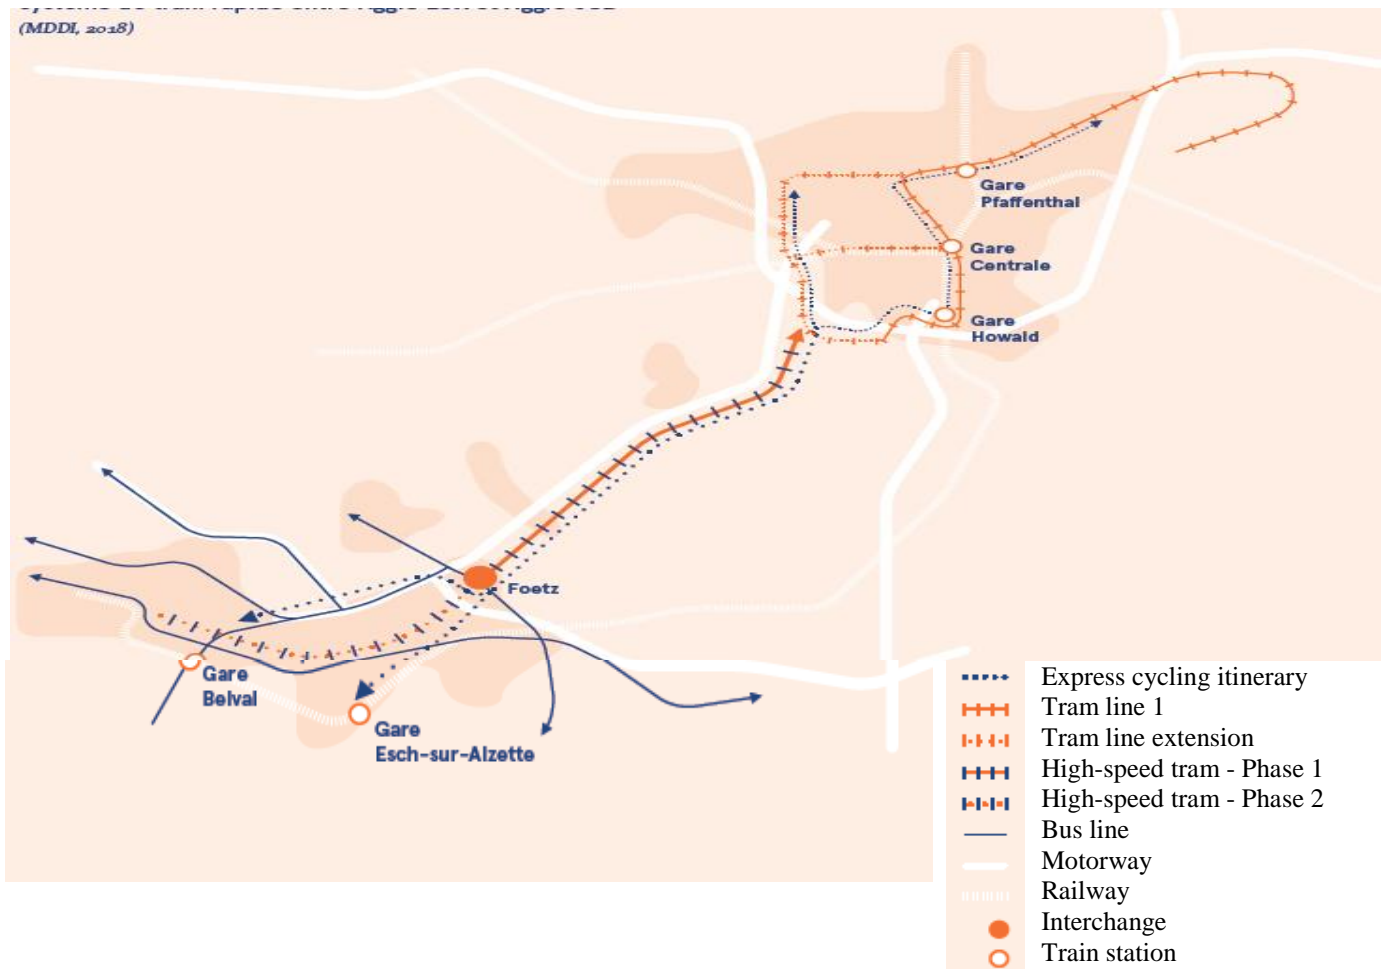 (MDDI, 2018)
Gare
Pfaffenthal
Gare
Centrale
Gare
Howald
Foetz
Gare
Belval
Gare
Esch-sur-Alzette
Express cycling itinerary
Tram line 1
Tram line extension
High-speed tram - Phase 1
High-speed tram - Phase 2
Bus line
Motorway
Railway
Interchange
Train station